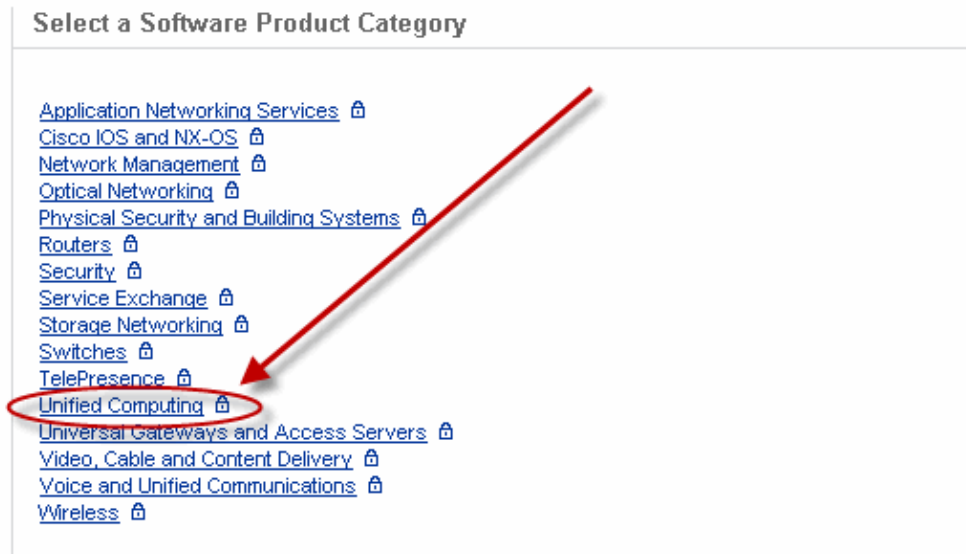 Select a Software Product Category
Application Networking Services
Cisco IOS and NX-OS
Network Management
Optical Networking
Physical Security and Building Systems
Routers
Security
Service Exchange
Storage Networking
Switches
TelePresence
Unified Computing
Universal Gateways and Access Servers
Video, Cable and Content Delivery
Voice and Unified Communications
Wireless